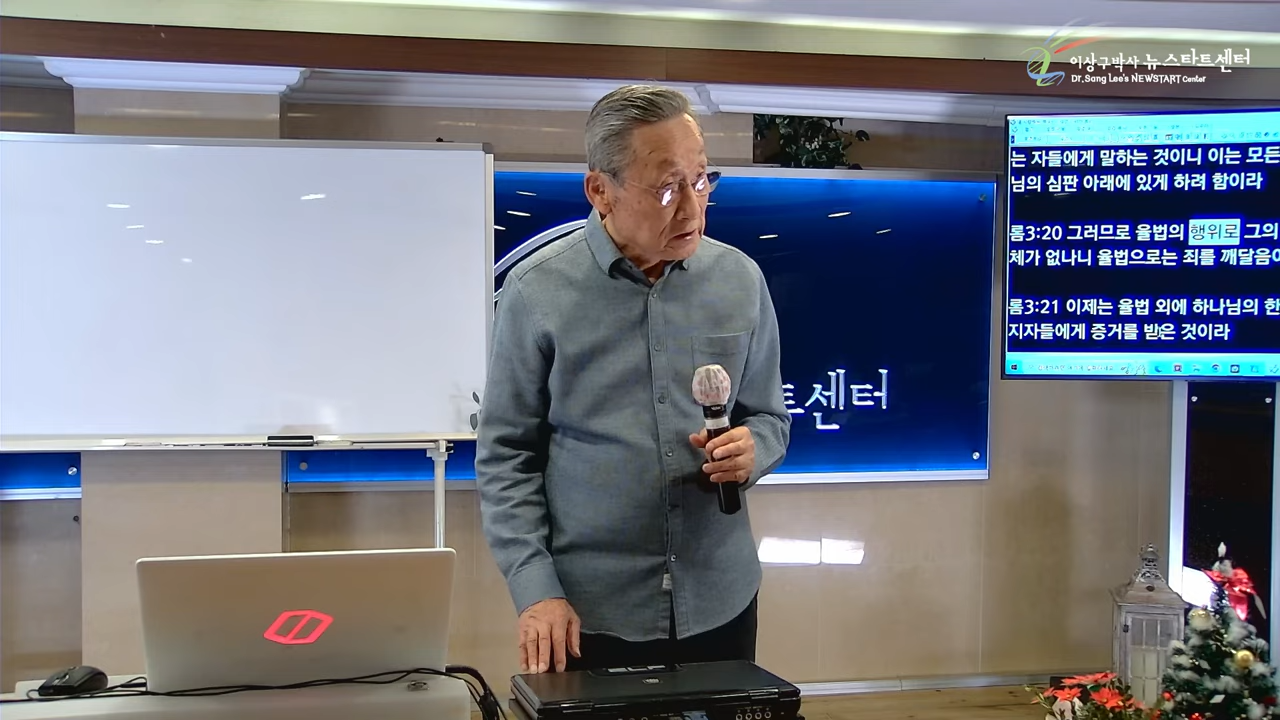 이상구박사 뉴스타트센터
Dr. Sang Lee's NEWSTART Center
는 자들에게 말하는 것이니 이는 모든
님의 심판 아래에 있게 하려 함이라
롬3:20 그러므로 율법의 행위로 그의
체가 없나니 율법으로는 죄를 깨달음이
롬3:21 이제는 율법 외에 하나님의 한
지자들에게 증거를 받은 것이라
트센터